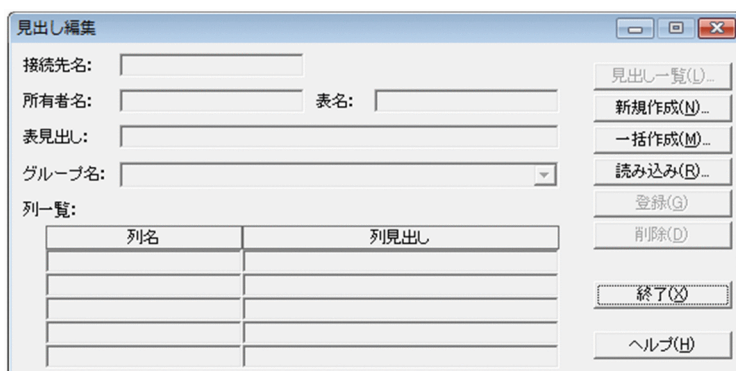 見出し編集
接続先名:
見出し一覧(L)...
所有者名: 表名:
新規作成(N)...
表見出し:
一括作成(M)...
グループ名:
読み込み(R)...
列一覧:
登録(G)
列名 列見出し
削除(D)
終了(X)
ヘルプ(H)